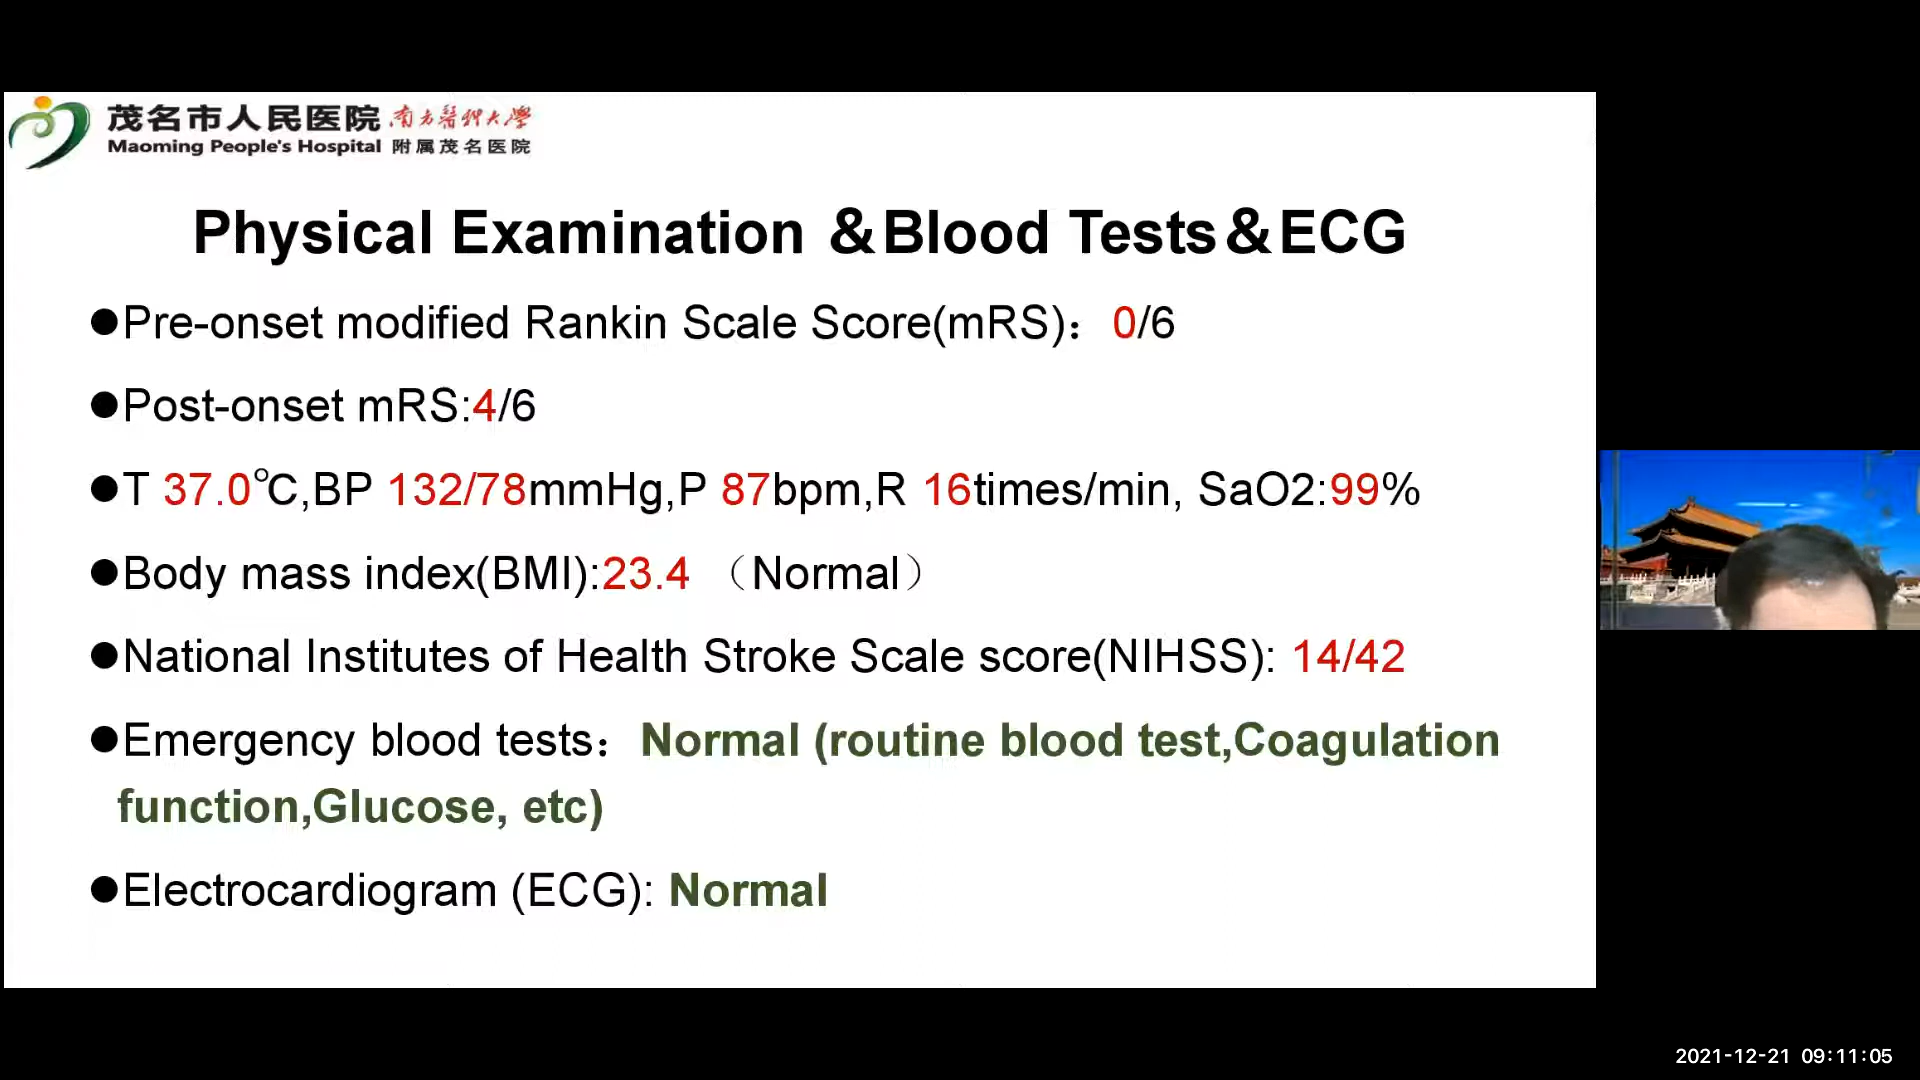 茂名市人民医院 南方醫科大學
Maoming People's Hospital 附属茂名医院
Physical Examination ＆Blood Tests＆ECG
●Pre-onset modified Rankin Scale Score(mRS)：0/6
●Post-onset mRS:4/6
●T 37.0℃,BP 132/78mmHg,P 87bpm,R 16times/min, SaO2:99%
●Body mass index(BMI):23.4 （Normal）
●National Institutes of Health Stroke Scale score(NIHSS): 14/42
●Emergency blood tests：Normal (routine blood test,Coagulation
function,Glucose, etc)
●Electrocardiogram (ECG): Normal
2021-12-21 09:11:05